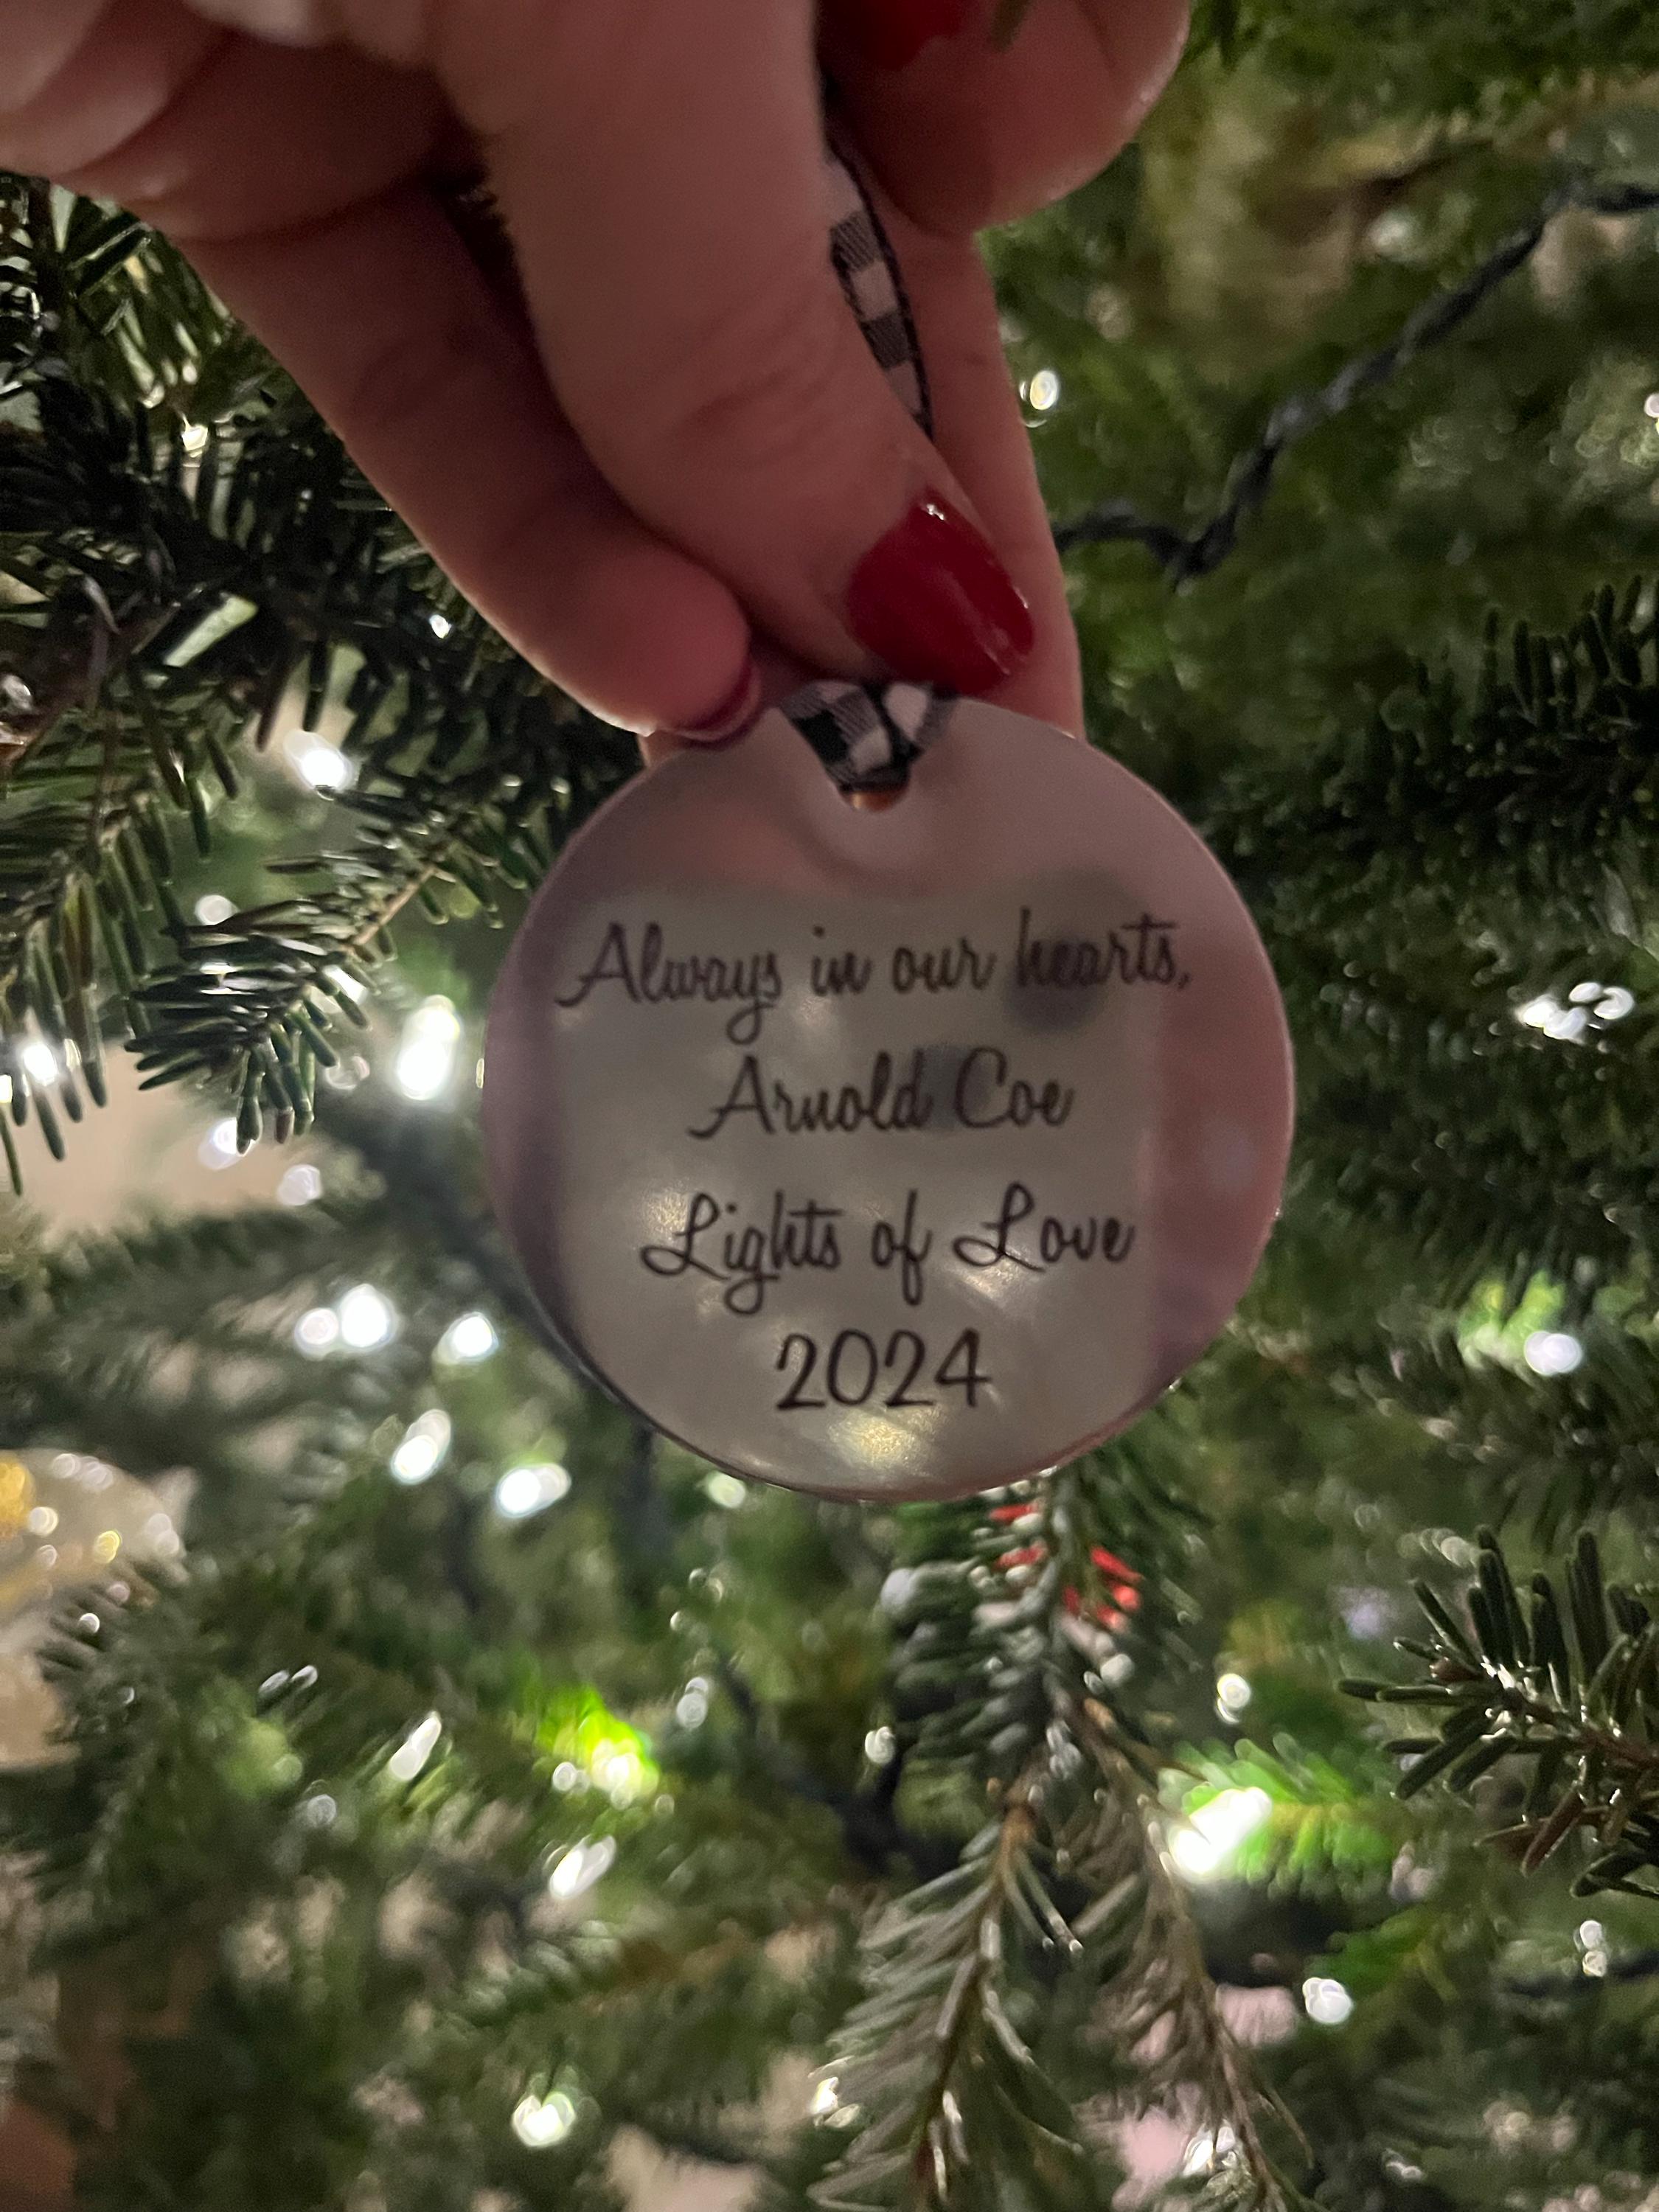 Always in our hearts,
Arnold Coe
Lights of Love
2024